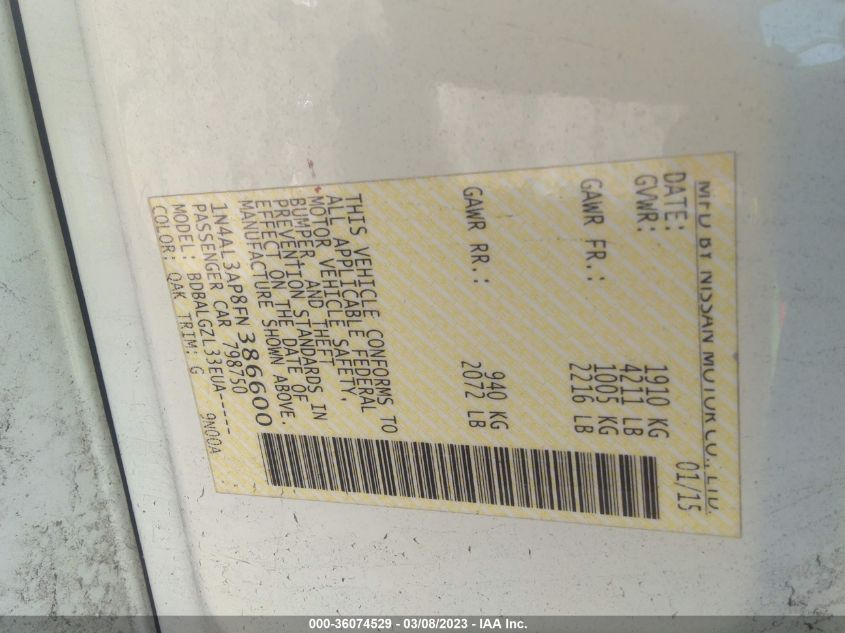 MFD BY NISSAN MOTOR CO., LTD.
DATE: 01/15
GVWR: 1910 KG
4211 LB
GAWR FR.: 1005 KG
2216 LB
GAWR RR.: 940 KG
2072 LB
THIS VEHICLE CONFORMS TO
ALL APPLICABLE FEDERAL
MOTOR VEHICLE SAFETY,
BUMPER, AND THEFT
PREVENTION STANDARDS IN
EFFECT ON THE DATE OF
MANUFACTURE SHOWN ABOVE.
1N4AL3AP8FN386600
PASSENGER CAR 798750
MODEL: BDBALGZL33EUA-----
COLOR: QAK TRIM: G 9N00A
000-36074529 - 03/08/2023 - IAA Inc.